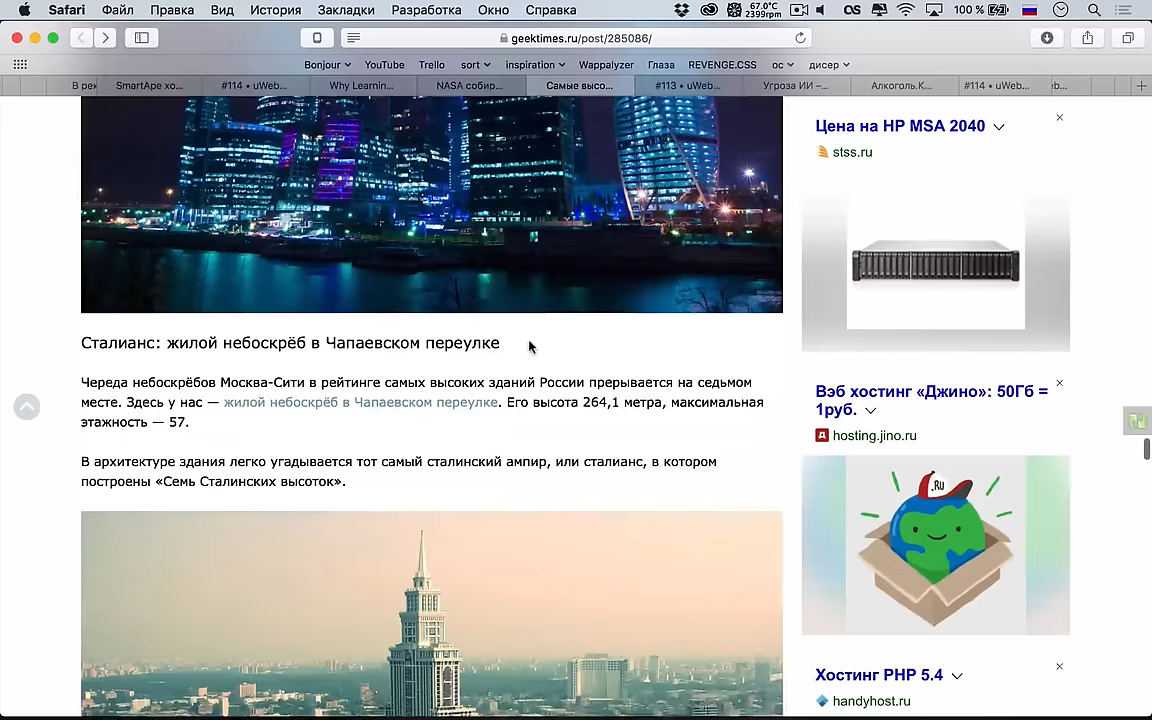 Safari Файл Правка Вид История Закладки Разработка Окно Справка 67.0°C 2399rpm 100 %
geektimes.ru/post/285086/
Bonjour YouTube Trello sort inspiration Wappalyzer Глаза REVENGE.CSS ос дисер
В рек SmartApe хо... #114 • uWeb... Why Learnin... NASA собир... Самые высо... #113 • uWeb... Угроза ИИ –... Алкоголь.К... #114 • uWeb...
Сталианс: жилой небоскрёб в Чапаевском переулке
Череда небоскрёбов Москва-Сити в рейтинге самых высоких зданий России прерывается на седьмом
месте. Здесь у нас — жилой небоскрёб в Чапаевском переулке. Его высота 264,1 метра, максимальная
этажность — 57.
В архитектуре здания легко угадывается тот самый сталинский ампир, или сталианс, в котором
построены «Семь Сталинских высоток».
Цена на HP MSA 2040
stss.ru
Вэб хостинг «Джино»: 50Гб =
1руб.
hosting.jino.ru
.RU
Хостинг PHP 5.4
handyhost.ru